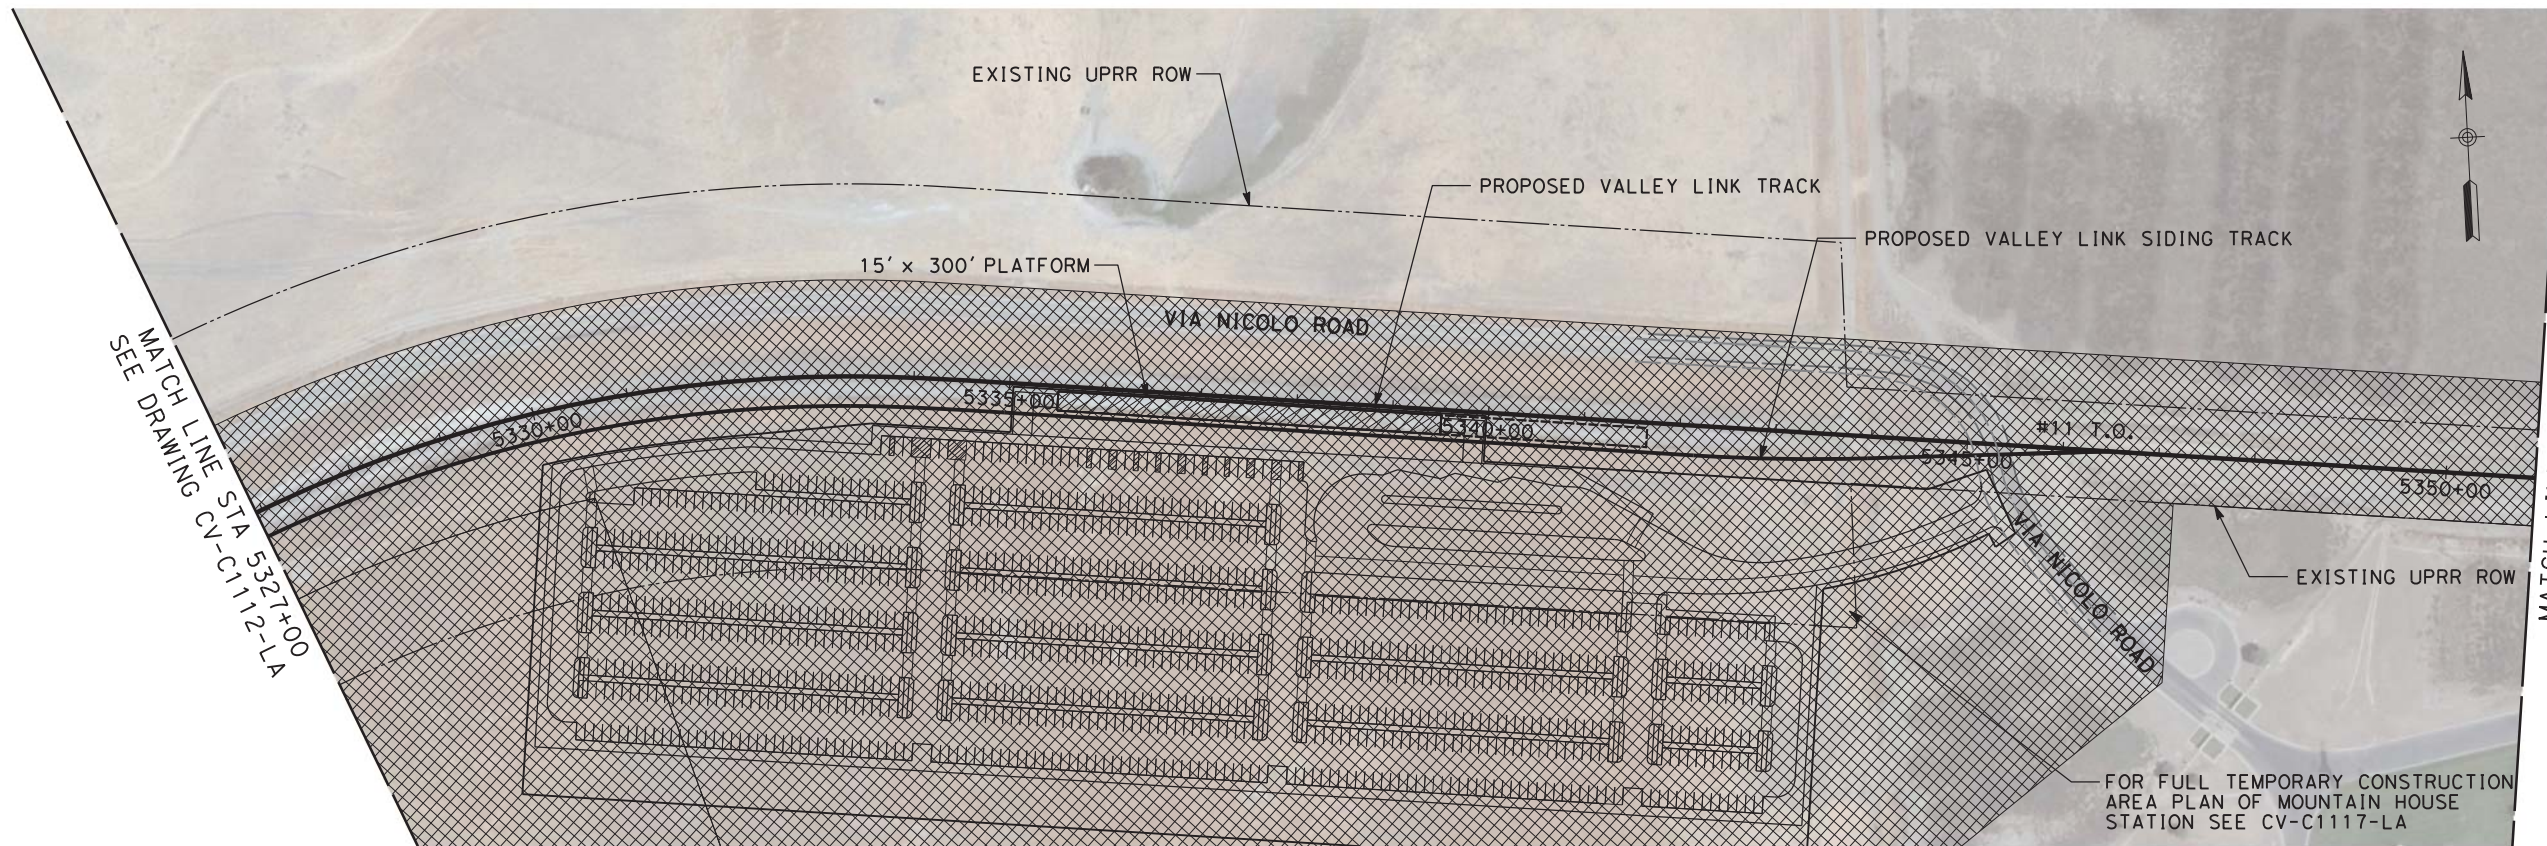 EXISTING UPRR ROW
PROPOSED VALLEY LINK TRACK
PROPOSED VALLEY LINK SIDING TRACK
15' x 300' PLATFORM
VIA NICOLO ROAD
MATCH LINE STA 5327+00
SEE DRAWING CV-C1112-LA
5330+00
5335+00
5340+00
#11 T.O.
5345+00
5350+00
VIA NICOLO ROAD
EXISTING UPRR ROW
FOR FULL TEMPORARY CONSTRUCTION
AREA PLAN OF MOUNTAIN HOUSE
STATION SEE CV-C1117-LA